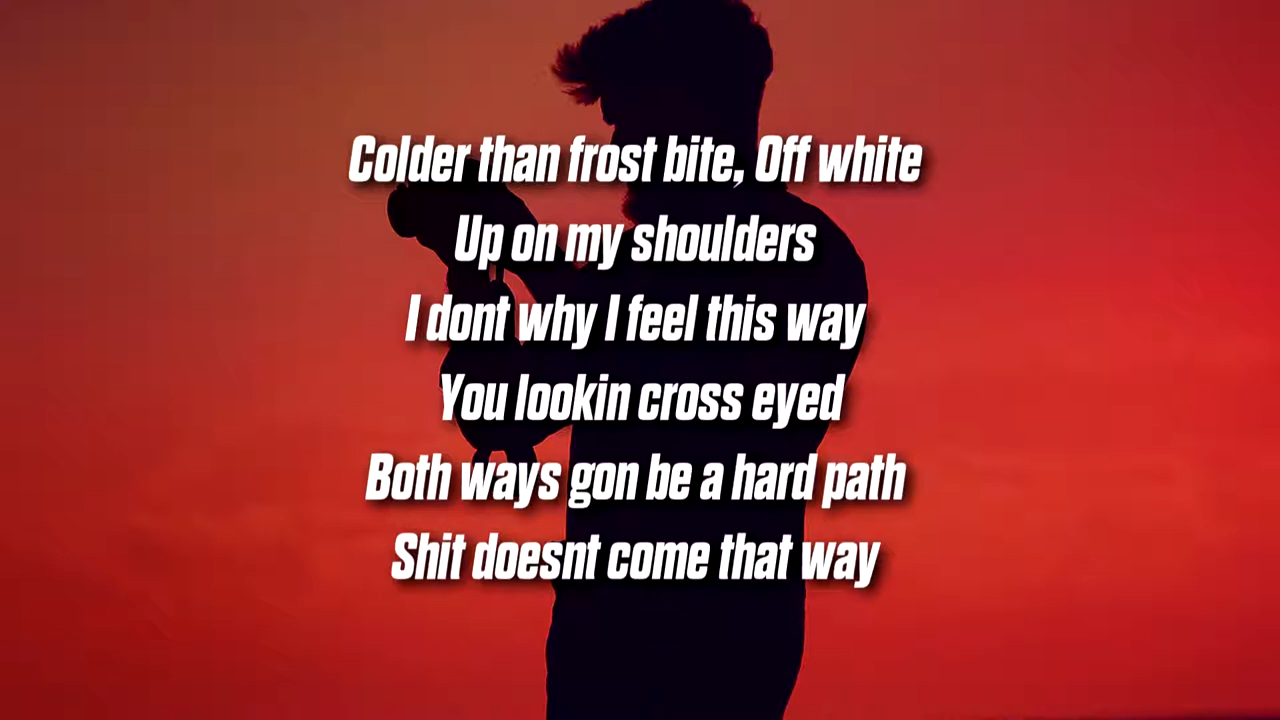 Colder than frost bite, Off white
Up on my shoulders
I dont why I feel this way
You lookin cross eyed
Both ways gon be a hard path
Shit doesnt come that way